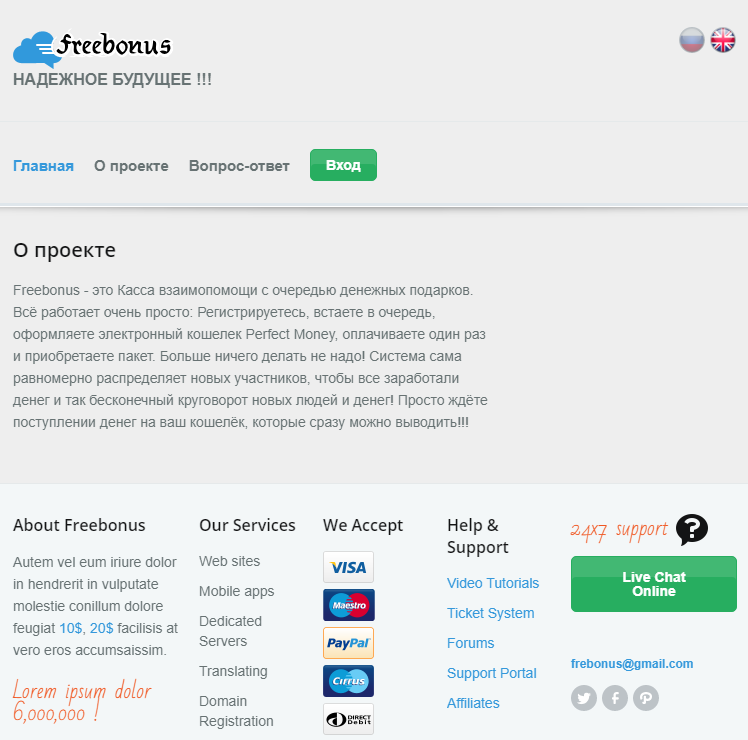 freebonus
НАДЕЖНОЕ БУДУЩЕЕ !!!
Главная О проекте Вопрос-ответ Вход
О проекте
Freebonus - это Касса взаимопомощи с очередью денежных подарков.
Всё работает очень просто: Регистрируетесь, встаете в очередь,
оформляете электронный кошелек Perfect Money, оплачиваете один раз
и приобретаете пакет. Больше ничего делать не надо! Система сама
равномерно распределяет новых участников, чтобы все заработали
денег и так бесконечный круговорот новых людей и денег! Просто ждёте
поступлении денег на ваш кошелёк, которые сразу можно выводить!!!
About Freebonus
Autem vel eum iriure dolor
in hendrerit in vulputate
molestie conillum dolore
feugiat 10$, 20$ facilisis at
vero eros accumsaissim.
Lorem ipsum dolor
6,000,000 !
Our Services
Web sites
Mobile apps
Dedicated
Servers
Translating
Domain
Registration
We Accept
VISA
Maestro
PayPal
Cirrus
DIRECT
Debit
Help &
Support
Video Tutorials
Ticket System
Forums
Support Portal
Affiliates
24x7 support
Live Chat
Online
frebonus@gmail.com